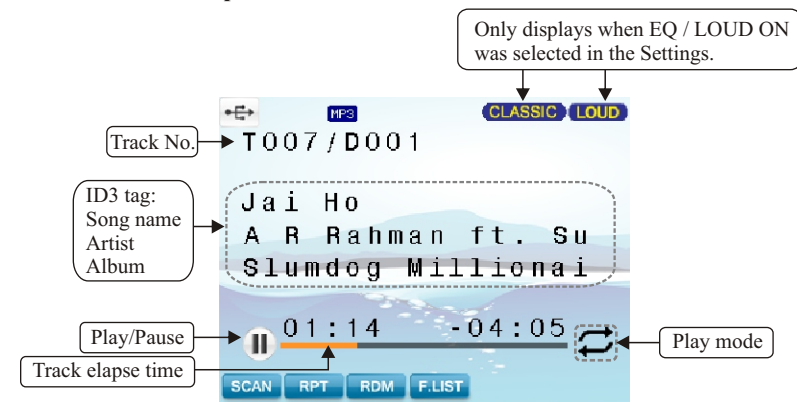 Only displays when EQ / LOUD ON
was selected in the Settings.
MP3
CLASSIC
LOUD
Track No.
T007/D001
ID3 tag:
Song name
Artist
Album
Jai Ho
A R Rahman ft. Su
Slumdog Millionai
Play/Pause
01:14
-04:05
Play mode
Track elapse time
SCAN
RPT
RDM
F.LIST